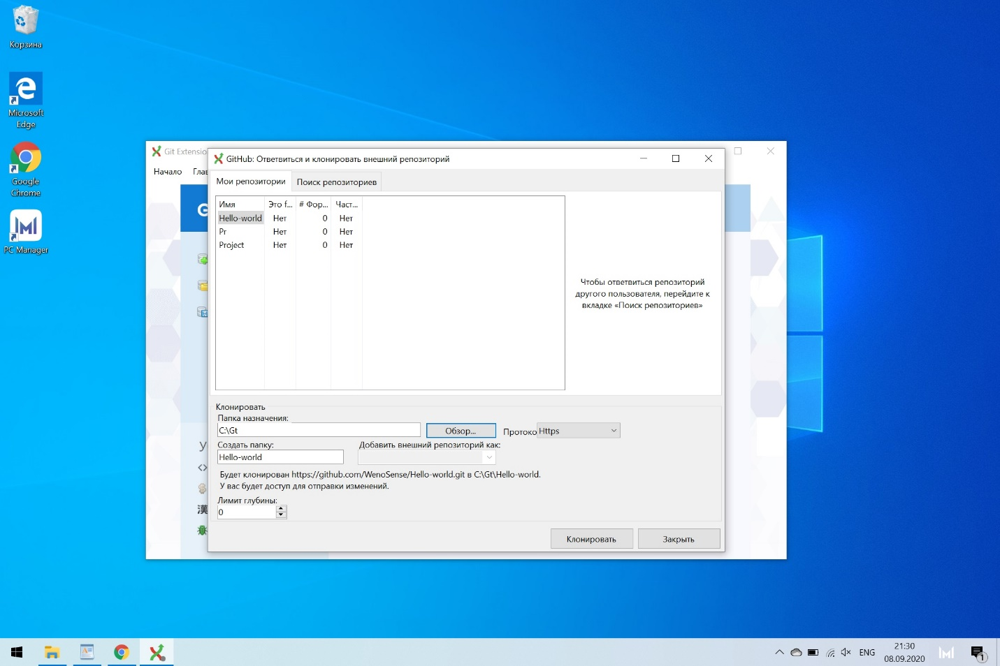 Корзина
Microsoft
Edge
Google
Chrome
PC Manager
Git Extensio
Начало Глав
GitHub: Ответвиться и клонировать внешний репозиторий
Мои репозитории Поиск репозиториев
Имя Это f... # Фор... Част...
Hello-world Нет 0 Нет
Pr Нет 0 Нет
Project Нет 0 Нет
Чтобы ответвиться репозиторий
другого пользователя, перейдите к
вкладке «Поиск репозиториев»
Клонировать
Папка назначения:
C:\Gt Обзор... Протоко Https
Создать папку: Добавить внешний репозиторий как:
Hello-world
Будет клонирован https://github.com/WenoSense/Hello-world.git в C:\Gt\Hello-world.
У вас будет доступ для отправки изменений.
Лимит глубины:
0
Клонировать Закрыть
ENG
21:30
08.09.2020
1